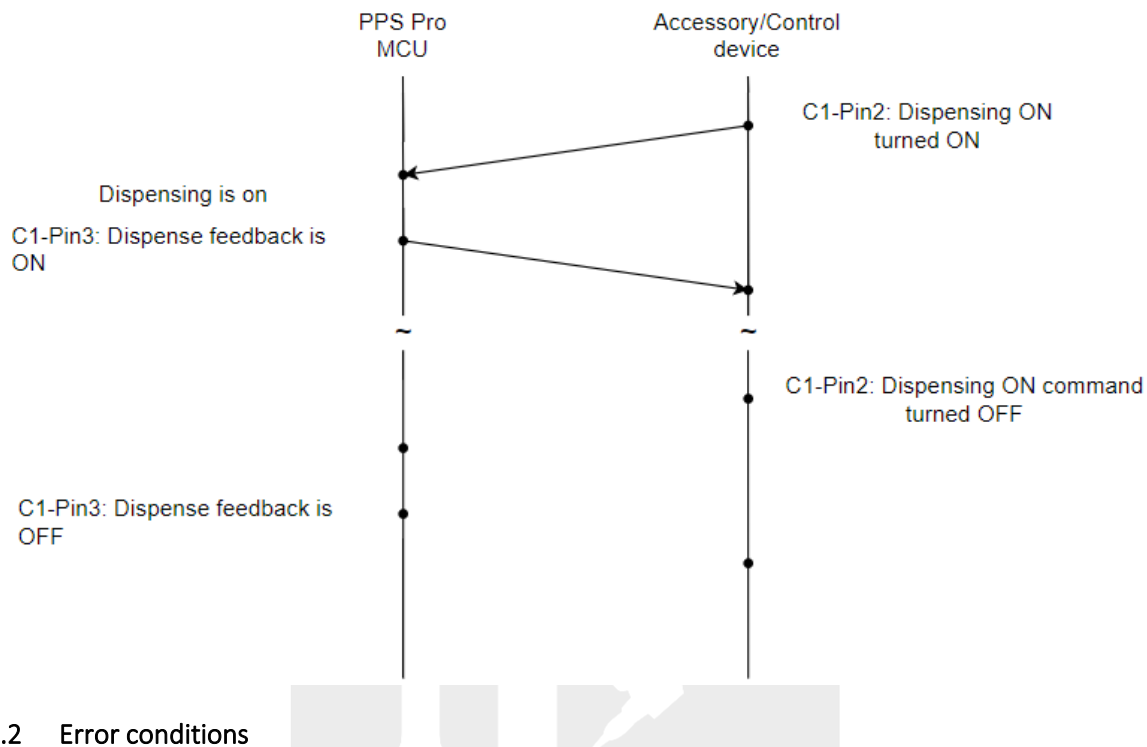 PPS Pro
MCU
Accessory/Control
device
C1-Pin2: Dispensing ON
turned ON
Dispensing is on
C1-Pin3: Dispense feedback is
ON
~
~
C1-Pin2: Dispensing ON command
turned OFF
C1-Pin3: Dispense feedback is
OFF
.2 Error conditions